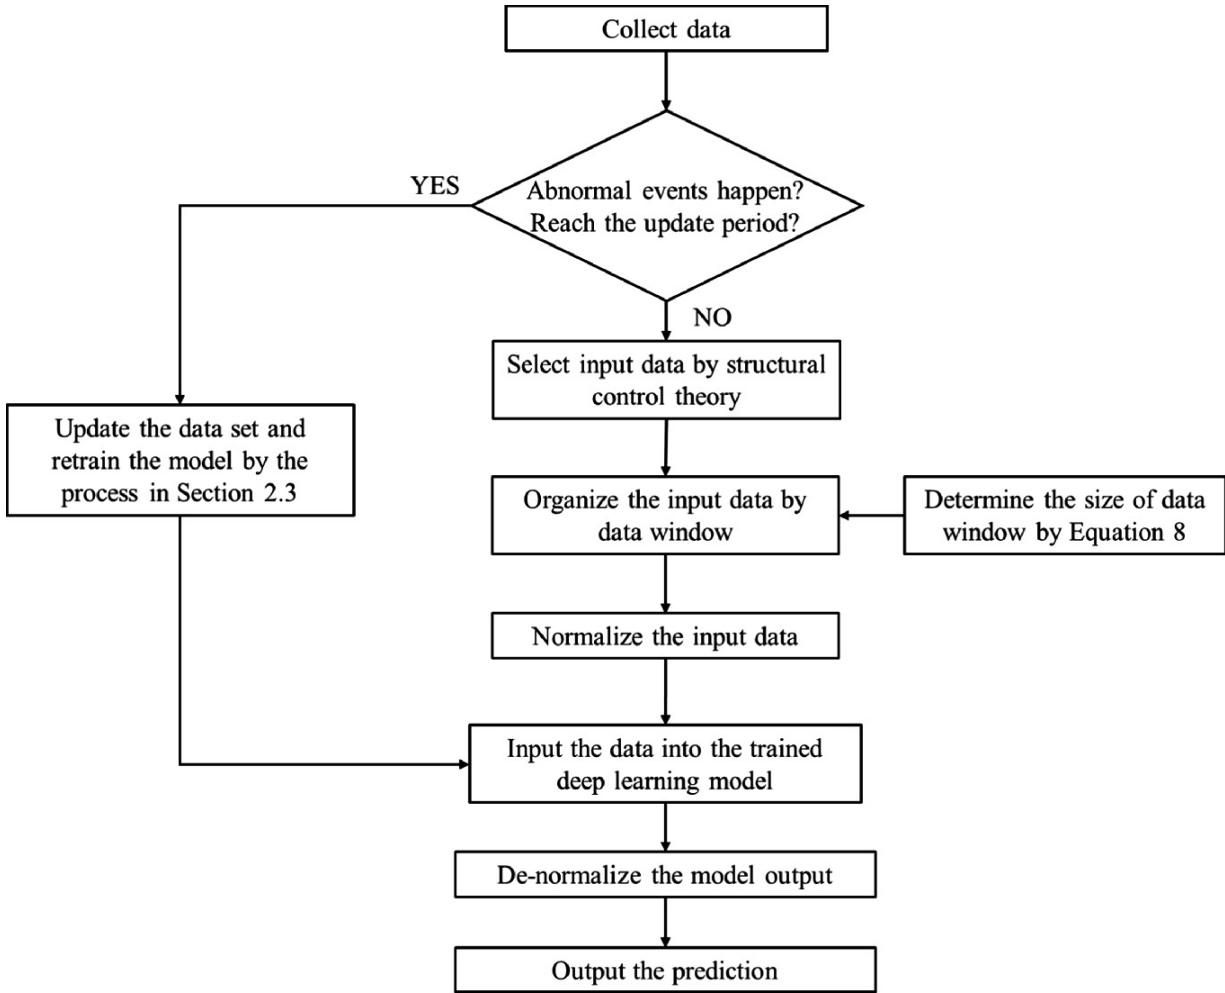 Collect data
YES
Abnormal events happen?
Reach the update period?
NO
Select input data by structural
control theory
Update the data set and
retrain the model by the
process in Section 2.3
Organize the input data by
data window
Determine the size of data
window by Equation 8
Normalize the input data
Input the data into the trained
deep learning model
De-normalize the model output
Output the prediction